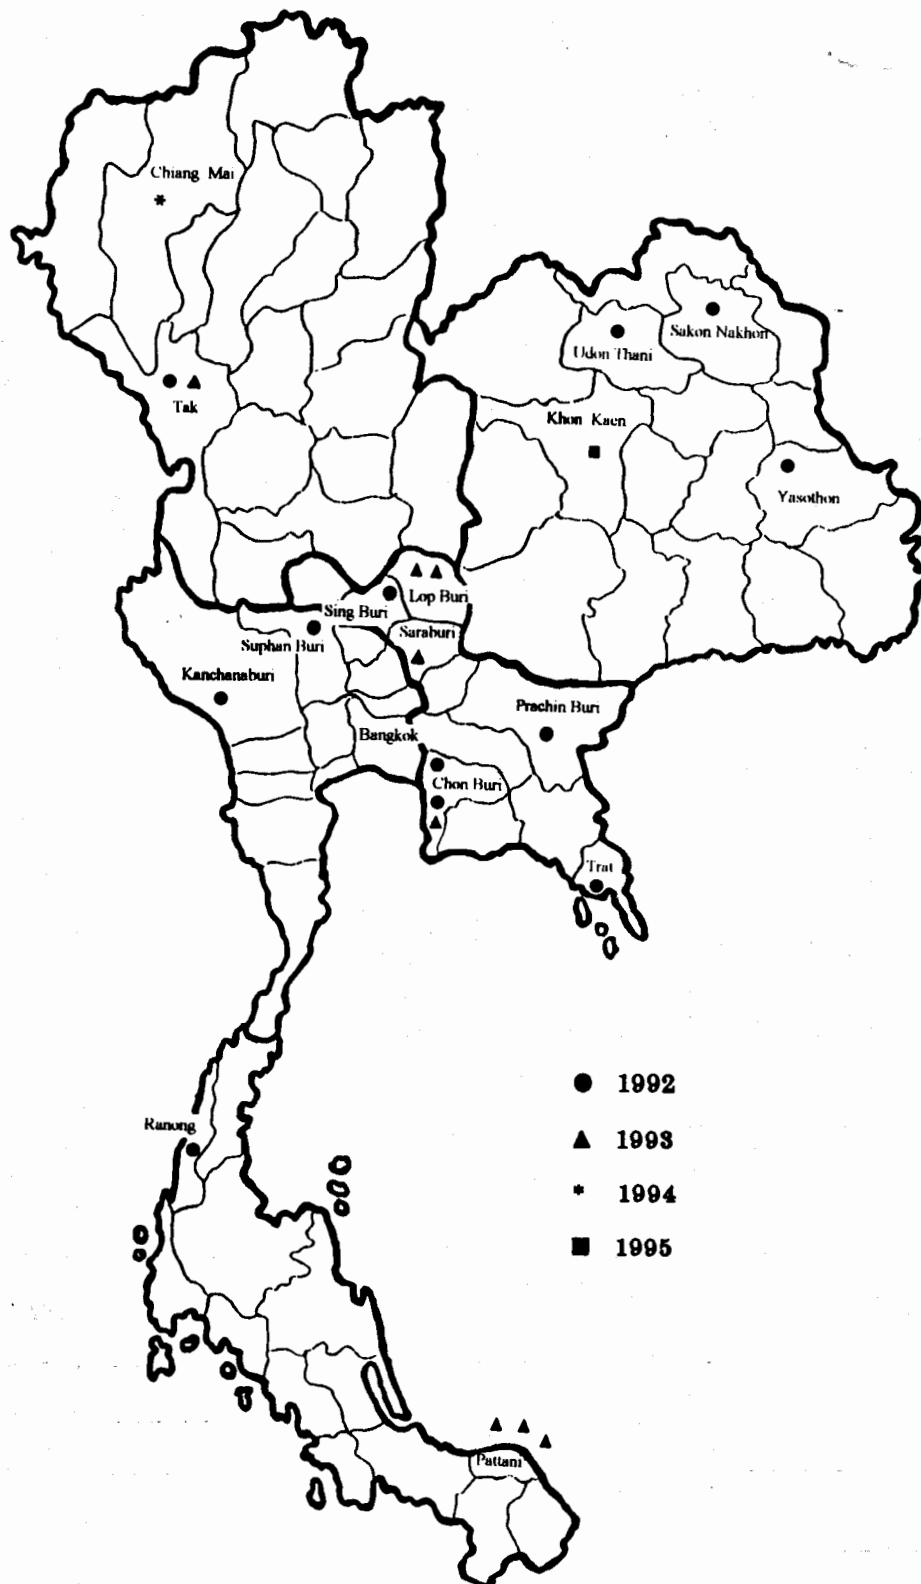 Chiang Mai
*
Sakon Nakhon
Udon Thani
Tak
Khon Kaen
Yasothon
Lop Buri
Sing Buri
Saraburi
Suphan Buri
Kanchanaburi
Prachin Buri
Bangkok
Chon Buri
Trat
● 1992
Ranong
▲ 1993
* 1994
■ 1995
Pattani